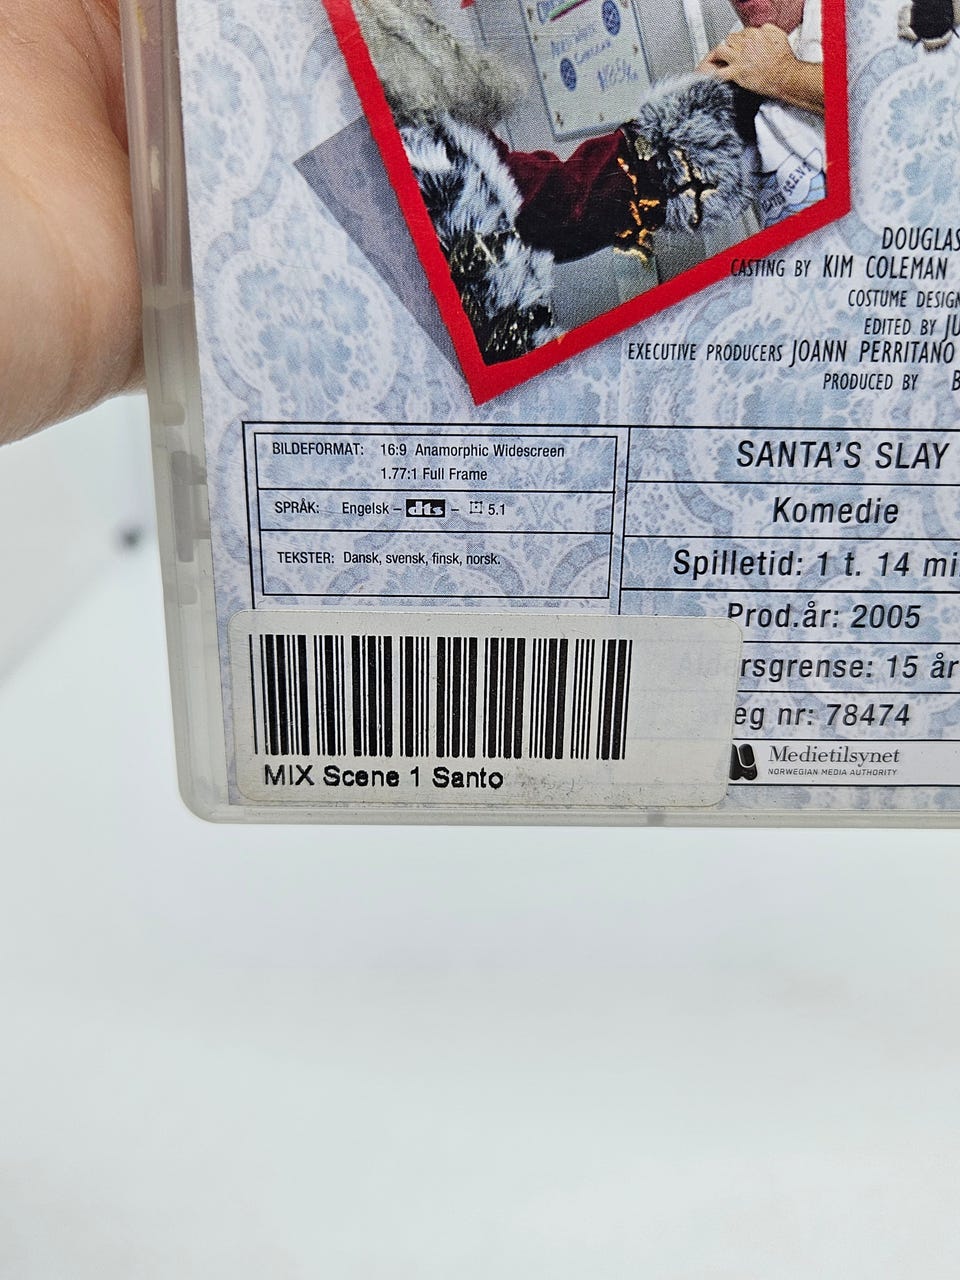 DOUGLAS
CASTING BY KIM COLEMAN
COSTUME DESIGN
EDITED BY JU
EXECUTIVE PRODUCERS JOANN PERRITANO
PRODUCED BY B
BILDEFORMAT: 16:9 Anamorphic Widescreen
1.77:1 Full Frame
SPRÅK: Engelsk – dts – 5.1
TEKSTER: Dansk, svensk, finsk, norsk.
SANTA'S SLAY
Komedie
Spilletid: 1 t. 14 mi
Prod.år: 2005
rsgrense: 15 år
eg nr: 78474
Medietilsynet
NORWEGIAN MEDIA AUTHORITY
MIX Scene 1 Santo